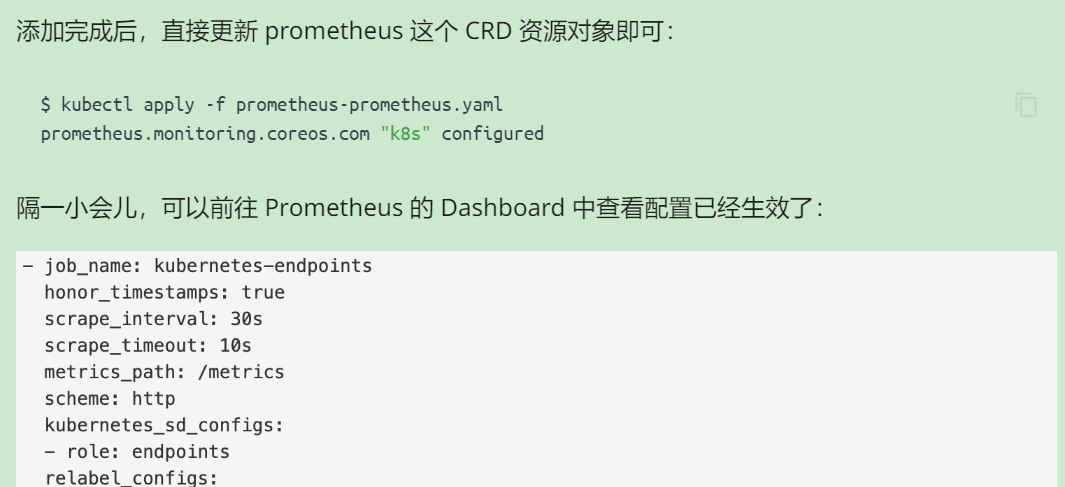 添加完成后，直接更新 prometheus 这个 CRD 资源对象即可：
$ kubectl apply -f prometheus-prometheus.yaml
prometheus.monitoring.coreos.com "k8s" configured
隔一小会儿，可以前往 Prometheus 的 Dashboard 中查看配置已经生效了：
- job_name: kubernetes-endpoints
  honor_timestamps: true
  scrape_interval: 30s
  scrape_timeout: 10s
  metrics_path: /metrics
  scheme: http
  kubernetes_sd_configs:
  - role: endpoints
  relabel_configs: